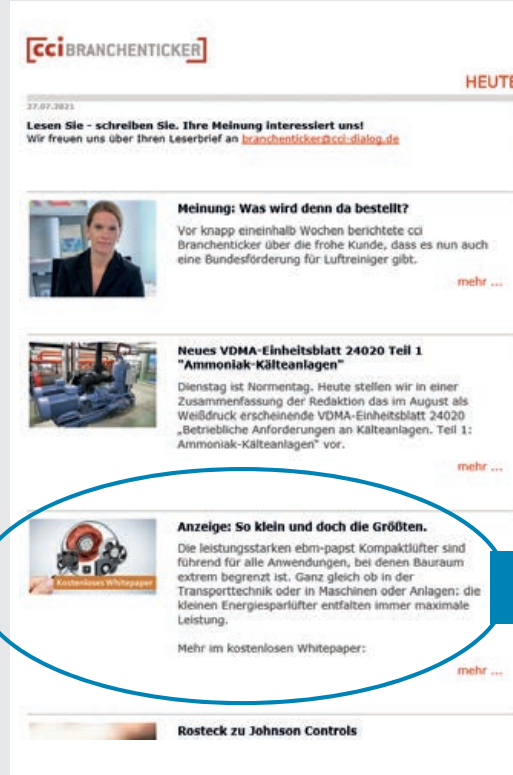 [cci BRANCHENTICKER]
HEUTE
27.07.2021
Lesen Sie - schreiben Sie. Ihre Meinung interessiert uns!
Wir freuen uns über Ihren Leserbrief an branchenticker@cci-dialog.de
Meinung: Was wird denn da bestellt?
Vor knapp eineinhalb Wochen berichtete cci
Branchenticker über die frohe Kunde, dass es nun auch
eine Bundesförderung für Luftreiniger gibt.
mehr ...
Neues VDMA-Einheitsblatt 24020 Teil 1
"Ammoniak-Kälteanlagen"
Dienstag ist Normentag. Heute stellen wir in einer
Zusammenfassung der Redaktion das im August als
Weißdruck erscheinende VDMA-Einheitsblatt 24020
„Betriebliche Anforderungen an Kälteanlagen. Teil 1:
Ammoniak-Kälteanlagen" vor.
mehr ...
Kostenloses Whitepaper
Anzeige: So klein und doch die Größten.
Die leistungsstarken ebm-papst Kompaktlüfter sind
führend für alle Anwendungen, bei denen Bauraum
extrem begrenzt ist. Ganz gleich ob in der
Transporttechnik oder in Maschinen oder Anlagen: die
kleinen Energiesparlüfter entfalten immer maximale
Leistung.
Mehr im kostenlosen Whitepaper:
mehr ...
Rosteck zu Johnson Controls